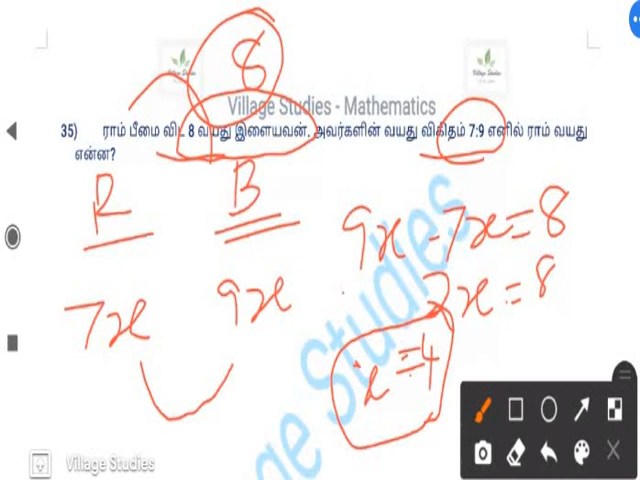 8
Village Studies - Mathematics
35) ராம் பீமை விட 8 வயது இளையவன். அவர்களின் வயது விகிதம் 7:9 எனில் ராம் வயது
என்ன?
R B
9x - 7x = 8
7x 9x
2x = 8
x = 4
Village Studies
Village Studies